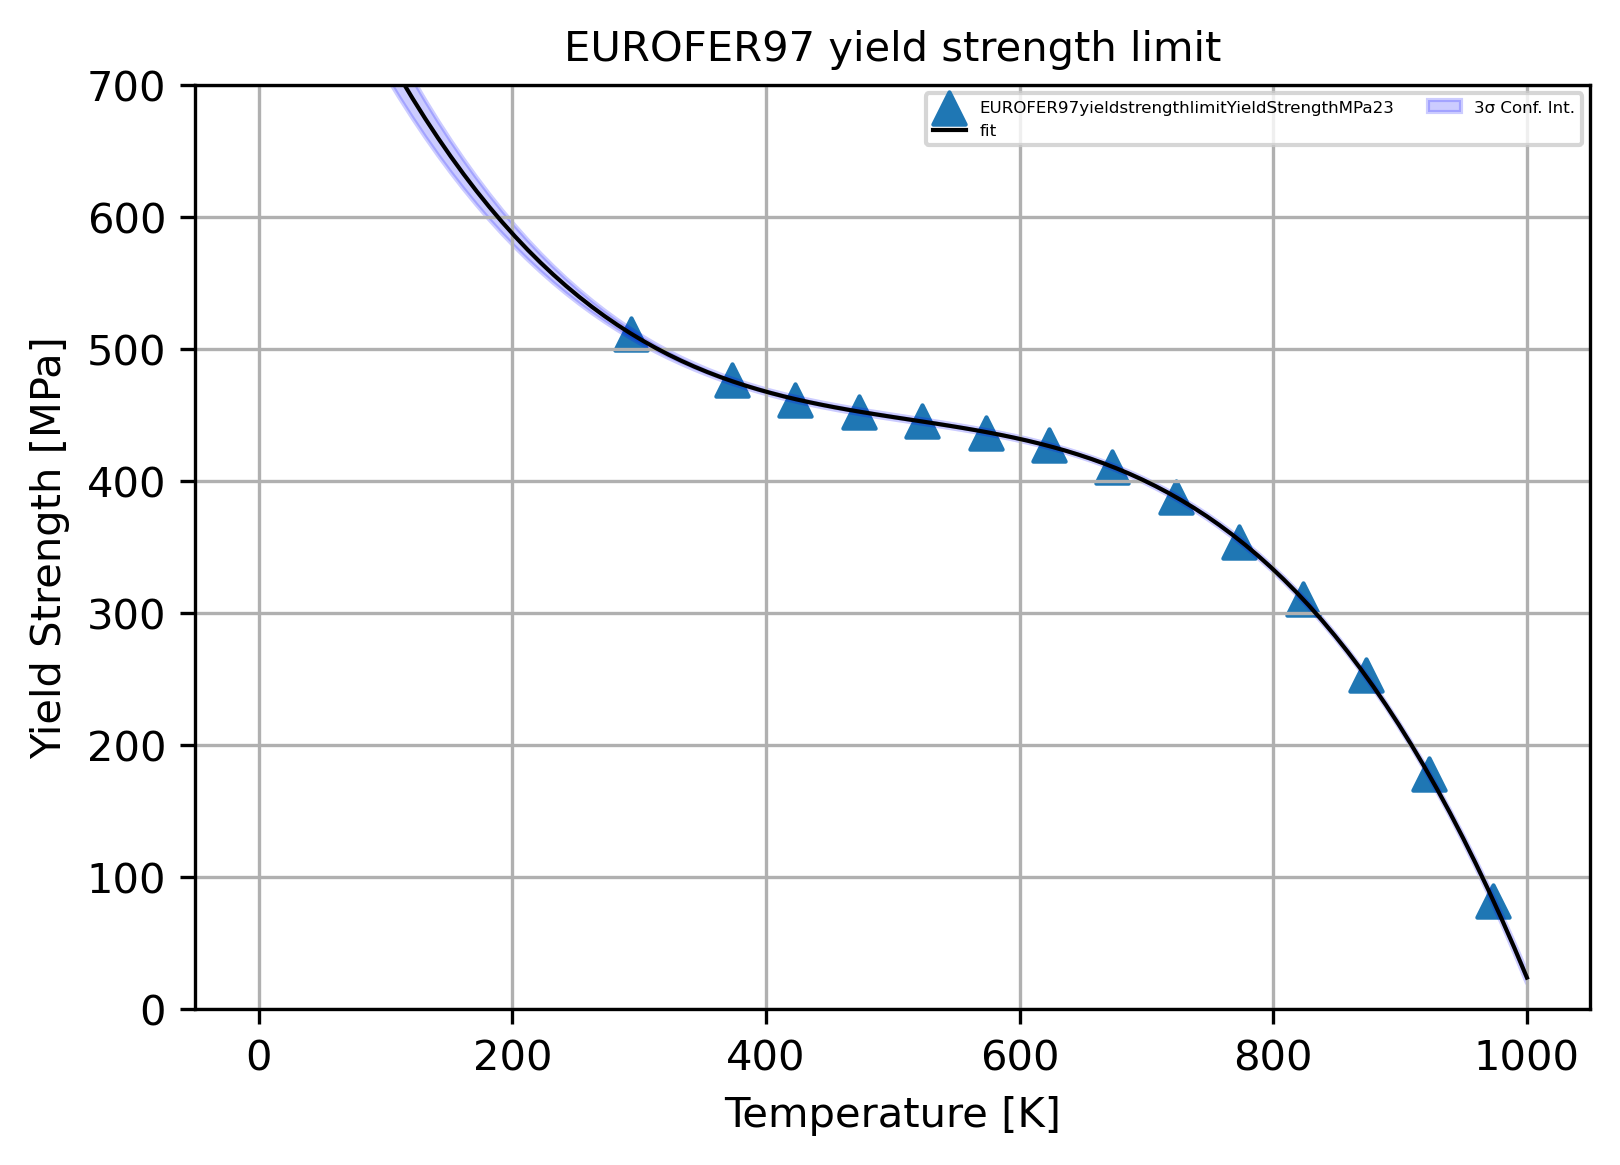 EUROFER97 yield strength limit
EUROFER97yieldstrengthlimitYieldStrengthMPa23
fit
3σ Conf. Int.
Yield Strength [MPa]
700
600
500
400
300
200
100
0
0 200 400 600 800 1000
Temperature [K]